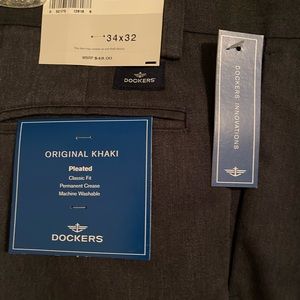 34x32
MSRP $48.00
DOCKERS
DOCKERS INNOVATIONS
ORIGINAL KHAKI
Pleated
Classic Fit
Permanent Crease
Machine Washable
DOCKERS